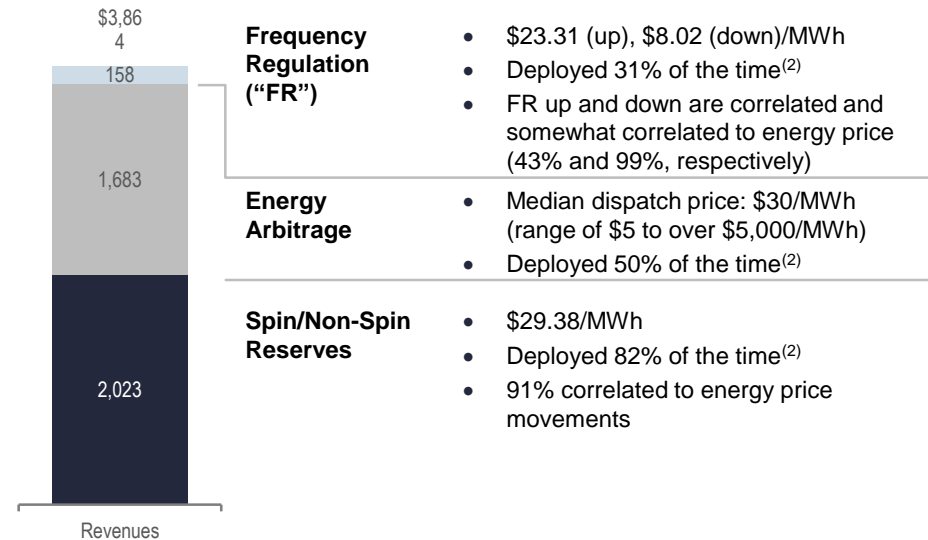 $3,86
4
158
1,683
2,023
Revenues
Frequency
Regulation
(“FR”)
• $23.31 (up), $8.02 (down)/MWh
• Deployed 31% of the time(2)
• FR up and down are correlated and
somewhat correlated to energy price
(43% and 99%, respectively)
Energy
Arbitrage
• Median dispatch price: $30/MWh
(range of $5 to over $5,000/MWh)
• Deployed 50% of the time(2)
Spin/Non-Spin
Reserves
• $29.38/MWh
• Deployed 82% of the time(2)
• 91% correlated to energy price
movements